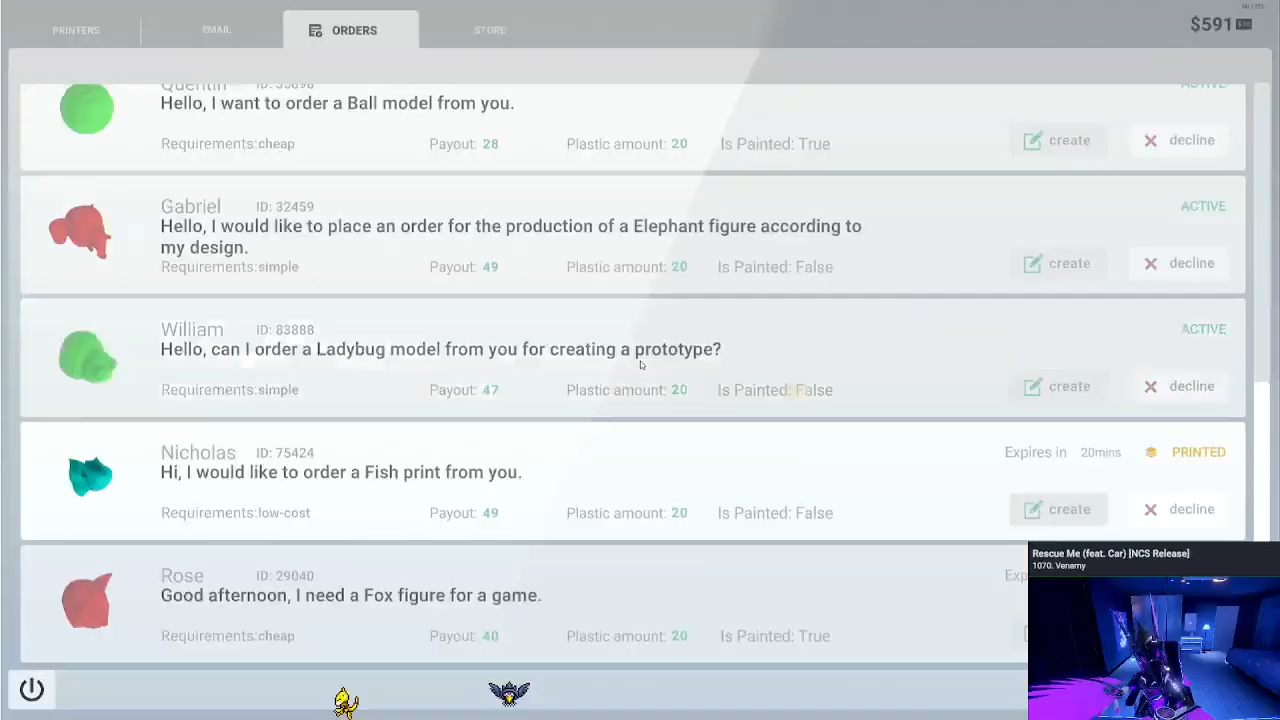 PRINTERS
EMAIL
ORDERS
STORE
$591
Quentin
ACTIVE
Hello, I want to order a Ball model from you.
Requirements:cheap
Payout: 28
Plastic amount: 20
Is Painted: True
create
decline
Gabriel
ID: 32459
ACTIVE
Hello, I would like to place an order for the production of a Elephant figure according to
my design.
Requirements:simple
Payout: 49
Plastic amount: 20
Is Painted: False
create
decline
William
ID: 83888
ACTIVE
Hello, can I order a Ladybug model from you for creating a prototype?
Requirements:simple
Payout: 47
Plastic amount: 20
Is Painted: False
create
decline
Nicholas
ID: 75424
Expires in 20mins
PRINTED
Hi, I would like to order a Fish print from you.
Requirements:low-cost
Payout: 49
Plastic amount: 20
Is Painted: False
create
decline
Rose
ID: 29040
Good afternoon, I need a Fox figure for a game.
Requirements:cheap
Payout: 40
Plastic amount: 20
Is Painted: True
Rescue Me (feat. Car) [NCS Release]
1070. Venemy